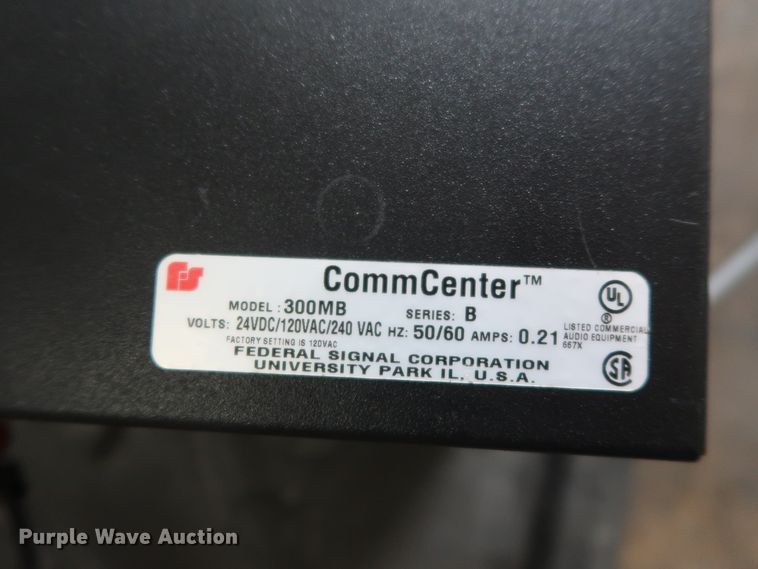 CommCenter™
MODEL: 300MB SERIES: B
VOLTS: 24VDC/120VAC/240 VAC HZ: 50/60 AMPS: 0.21
FACTORY SETTING IS 120VAC
FEDERAL SIGNAL CORPORATION
UNIVERSITY PARK IL. U.S.A.
UL
®
LISTED COMMERCIAL
AUDIO EQUIPMENT
667X
SA
Purple Wave Auction